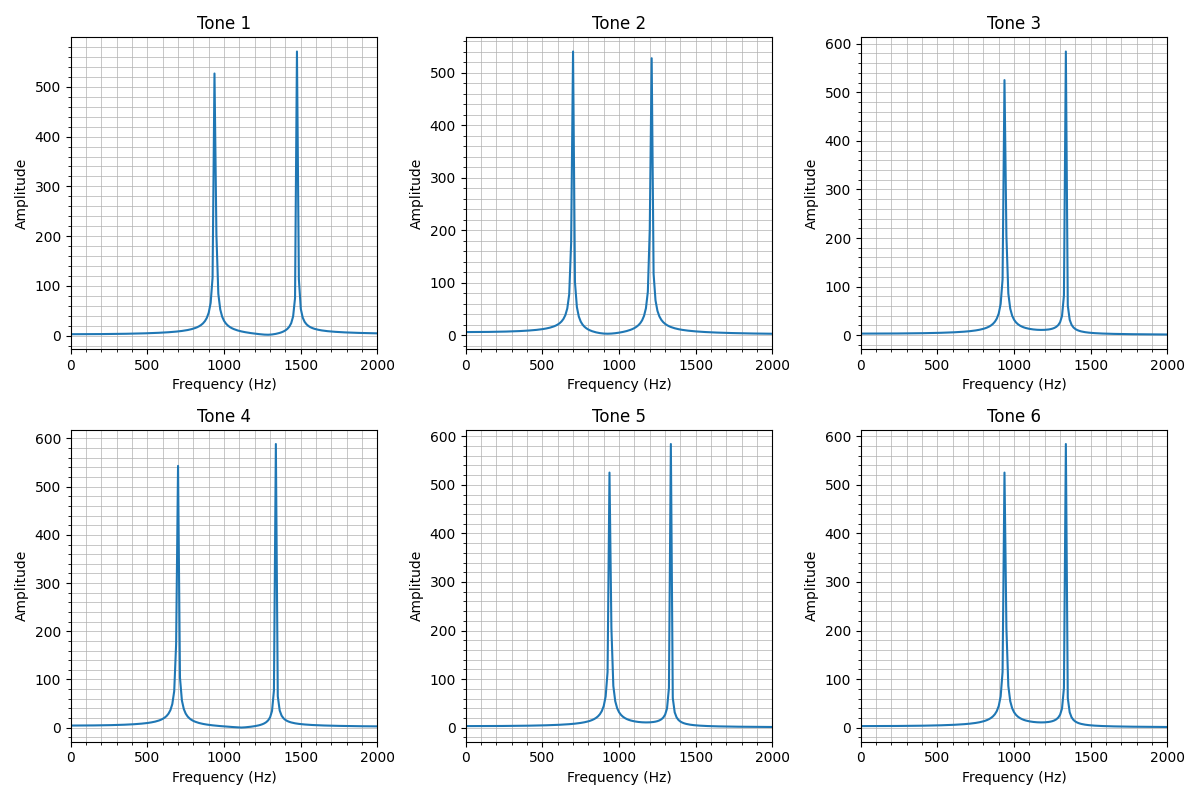 Tone 1 Tone 2 Tone 3
500 500 600
400 400 500
300 300 400
200 200 300
100 100 200
0 0 100
0
Amplitude Amplitude Amplitude
0 500 1000 1500 2000 0 500 1000 1500 2000 0 500 1000 1500 2000
Frequency (Hz) Frequency (Hz) Frequency (Hz)
Tone 4 Tone 5 Tone 6
600 600 600
500 500 500
400 400 400
300 300 300
200 200 200
100 100 100
0 0 0
Amplitude Amplitude Amplitude
0 500 1000 1500 2000 0 500 1000 1500 2000 0 500 1000 1500 2000
Frequency (Hz) Frequency (Hz) Frequency (Hz)